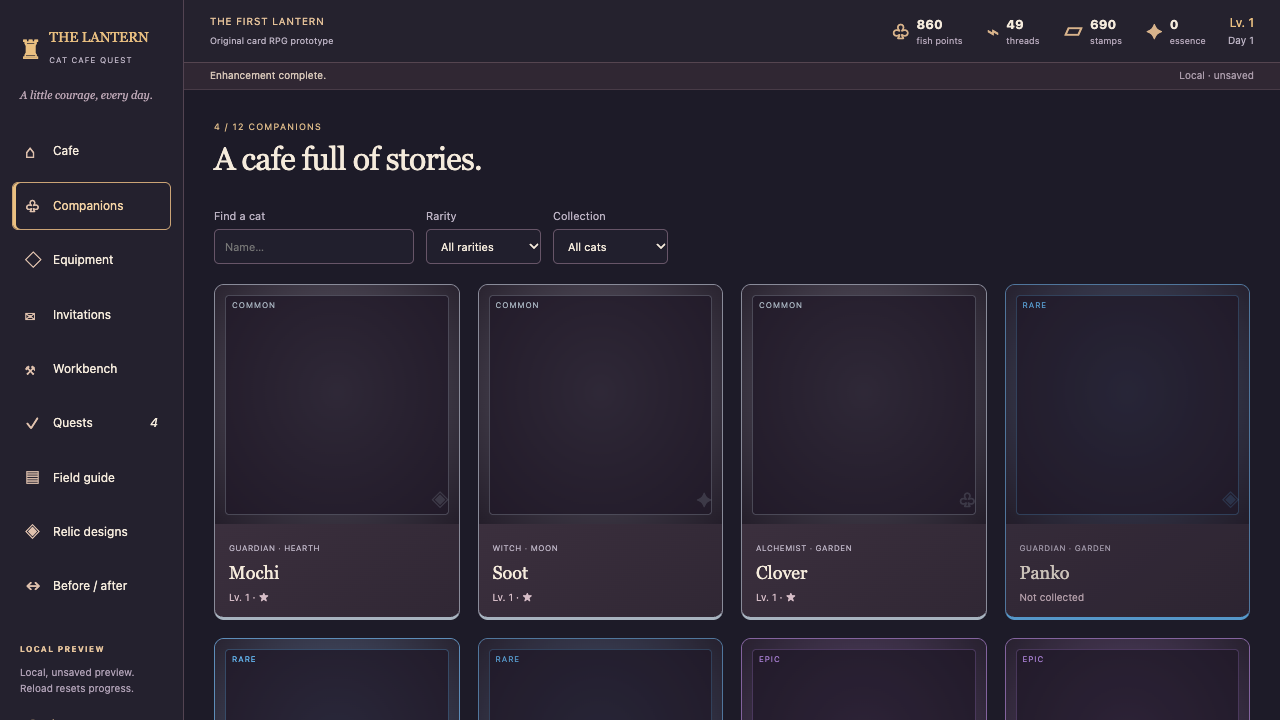 THE LANTERN
CAT CAFE QUEST
A little courage, every day.
Cafe
Companions
Equipment
Invitations
Workbench
Quests 4
Field guide
Relic designs
Before / after
LOCAL PREVIEW
Local, unsaved preview.
Reload resets progress.
THE FIRST LANTERN
Original card RPG prototype
860 fish points
49 threads
690 stamps
0 essence
Lv. 1
Day 1
Enhancement complete.
Local · unsaved
4 / 12 COMPANIONS
A cafe full of stories.
Find a cat
Name...
Rarity
All rarities
Collection
All cats
COMMON
GUARDIAN · HEARTH
Mochi
Lv. 1 · ★
COMMON
WITCH · MOON
Soot
Lv. 1 · ★
COMMON
ALCHEMIST · GARDEN
Clover
Lv. 1 · ★
RARE
GUARDIAN · GARDEN
Panko
Not collected
RARE
RARE
EPIC
EPIC